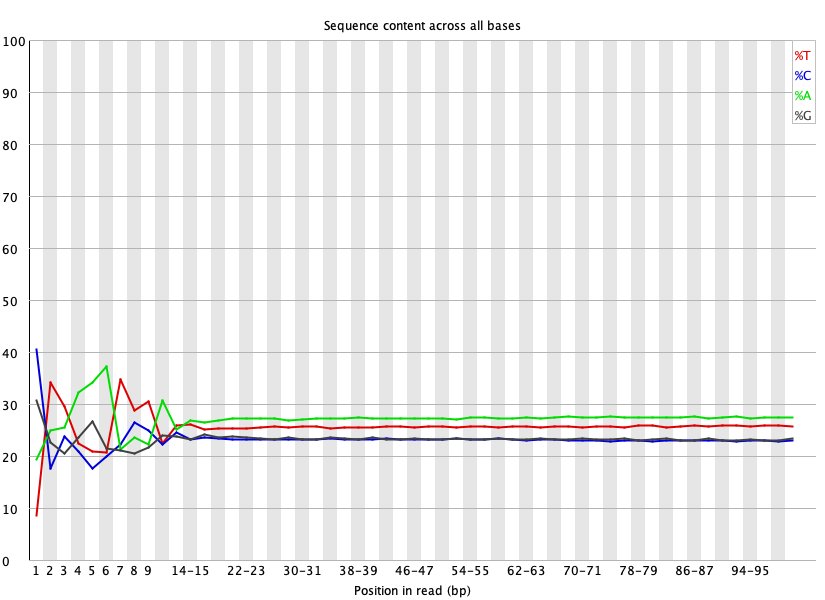 Sequence content across all bases
100
90
80
70
60
50
40
30
20
10
0
%T
%C
%A
%G
1 2 3 4 5 6 7 8 9 14-15 22-23 30-31 38-39 46-47 54-55 62-63 70-71 78-79 86-87 94-95
Position in read (bp)